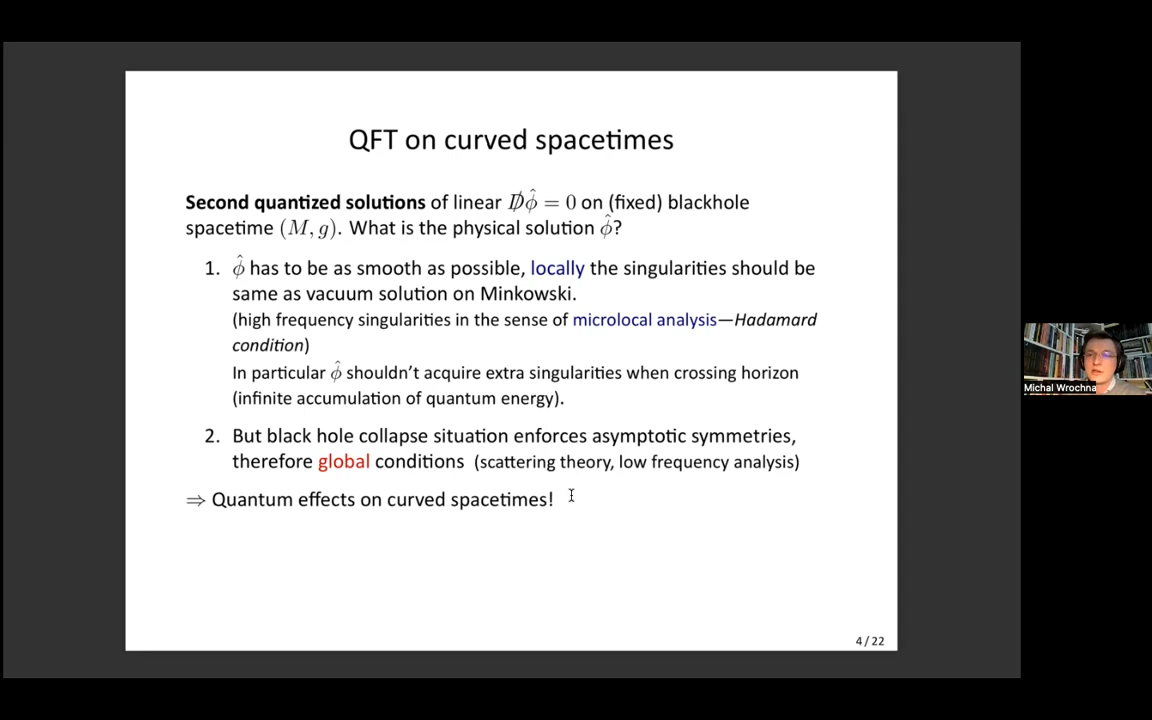 QFT on curved spacetimes
Second quantized solutions of linear D̸φ̂ = 0 on (fixed) blackhole
spacetime (M, g). What is the physical solution φ̂?
1. φ̂ has to be as smooth as possible, locally the singularities should be
same as vacuum solution on Minkowski.
(high frequency singularities in the sense of microlocal analysis—Hadamard
condition)
In particular φ̂ shouldn't acquire extra singularities when crossing horizon
(infinite accumulation of quantum energy).
2. But black hole collapse situation enforces asymptotic symmetries,
therefore global conditions (scattering theory, low frequency analysis)
⇒ Quantum effects on curved spacetimes!
4 / 22
Michal Wrochna